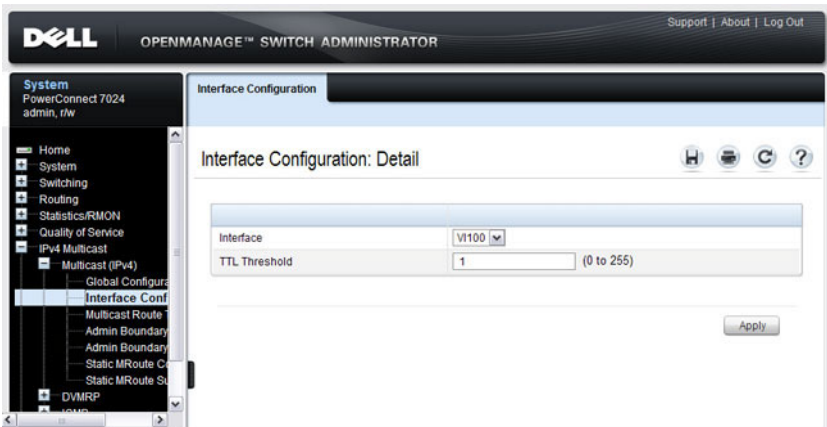 Support | About | Log Out
DELL OPENMANAGE™ SWITCH ADMINISTRATOR
System
PowerConnect 7024
admin, r/w
Interface Configuration
Home
System
Switching
Routing
Statistics/RMON
Quality of Service
IPv4 Multicast
Multicast (IPv4)
Global Configura
Interface Conf
Multicast Route
Admin Boundary
Admin Boundary
Static MRoute Co
Static MRoute Su
DVMRP
Interface Configuration: Detail
Interface VI100
TTL Threshold 1 (0 to 255)
Apply